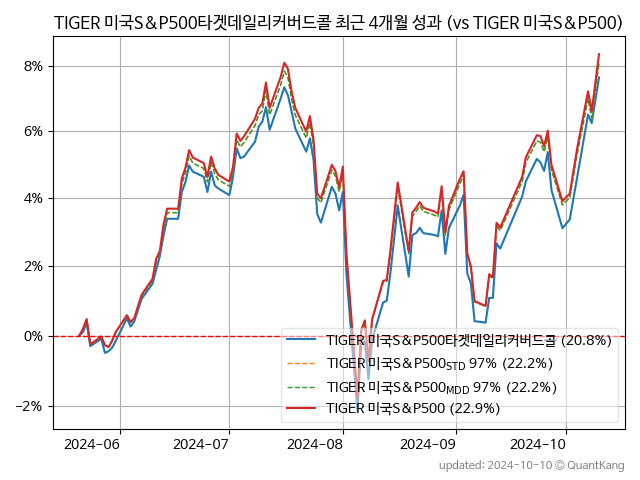 TIGER 미국S&P500타겟데일리커버드콜 최근 4개월 성과 (vs TIGER 미국S&P500)
8%
6%
4%
2%
0%
−2%
TIGER 미국S&P500타겟데일리커버드콜 (20.8%)
TIGER 미국S&P500STD 97% (22.2%)
TIGER 미국S&P500MDD 97% (22.2%)
TIGER 미국S&P500 (22.9%)
2024-06 2024-07 2024-08 2024-09 2024-10
updated: 2024-10-10 © QuantKang